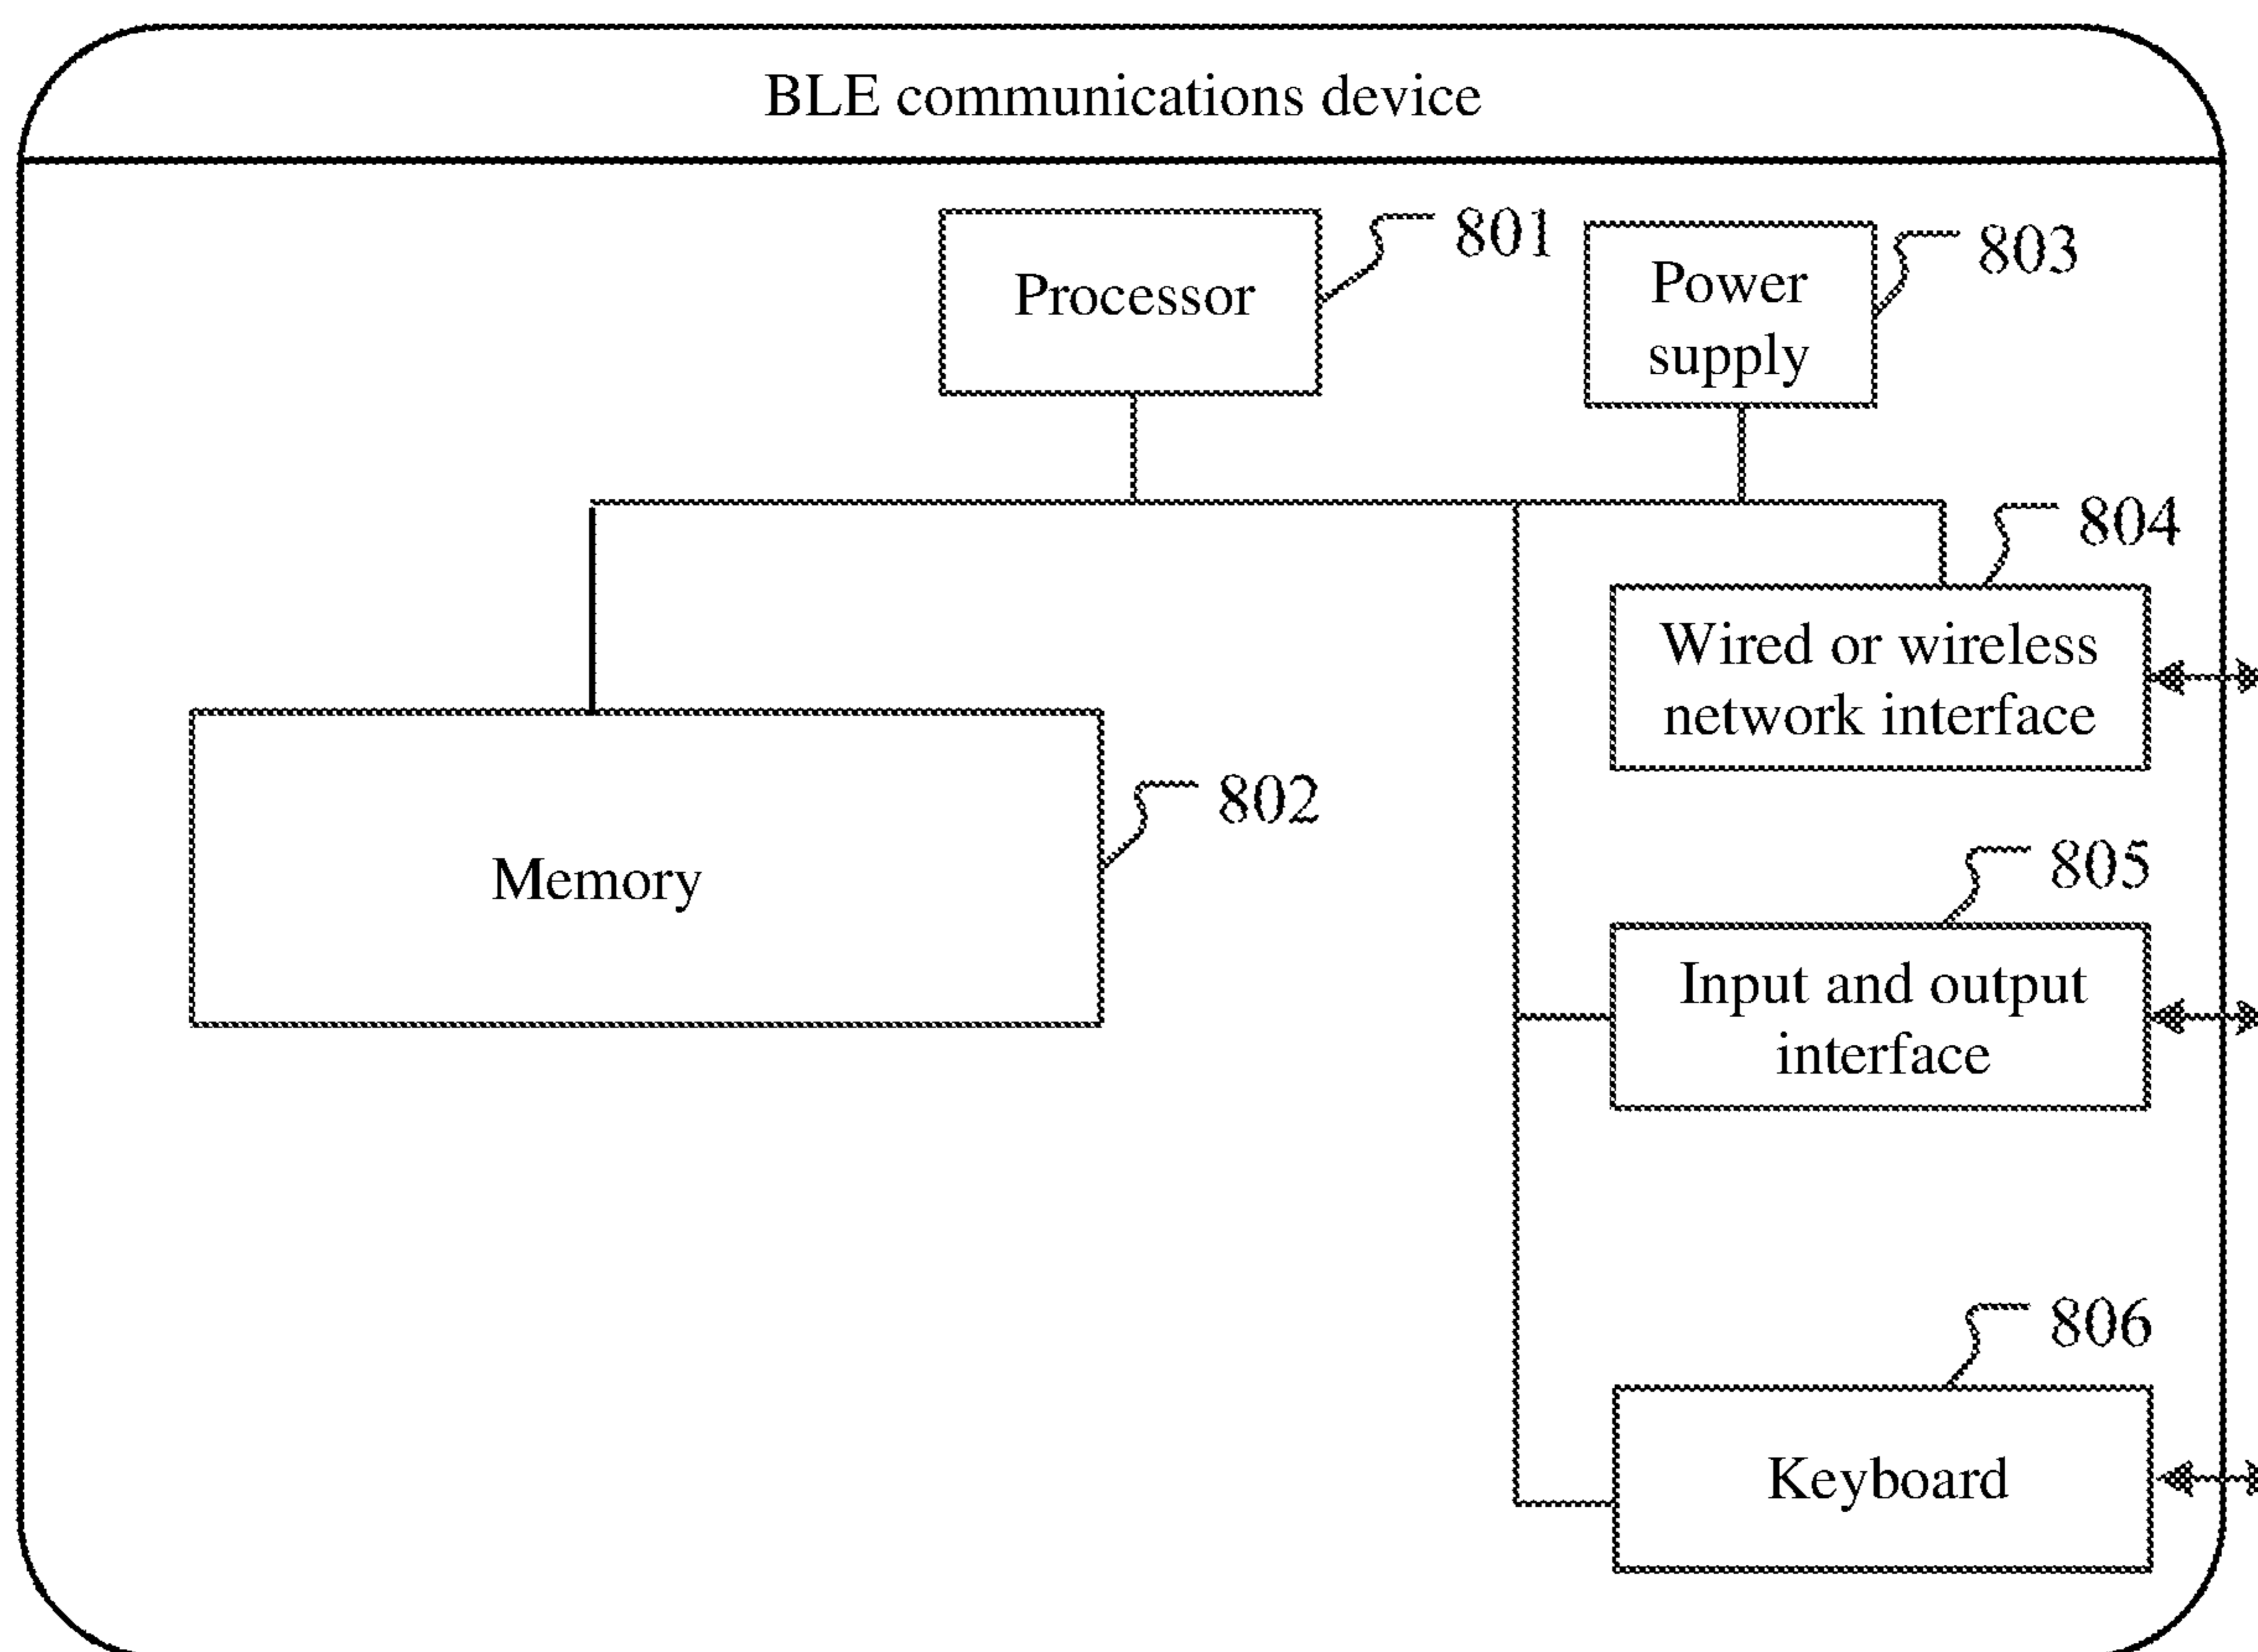 BLE communications device
Processor
801
Power
supply
803
804
Wired or wireless
network interface
802
Memory
805
Input and output
interface
806
Keyboard